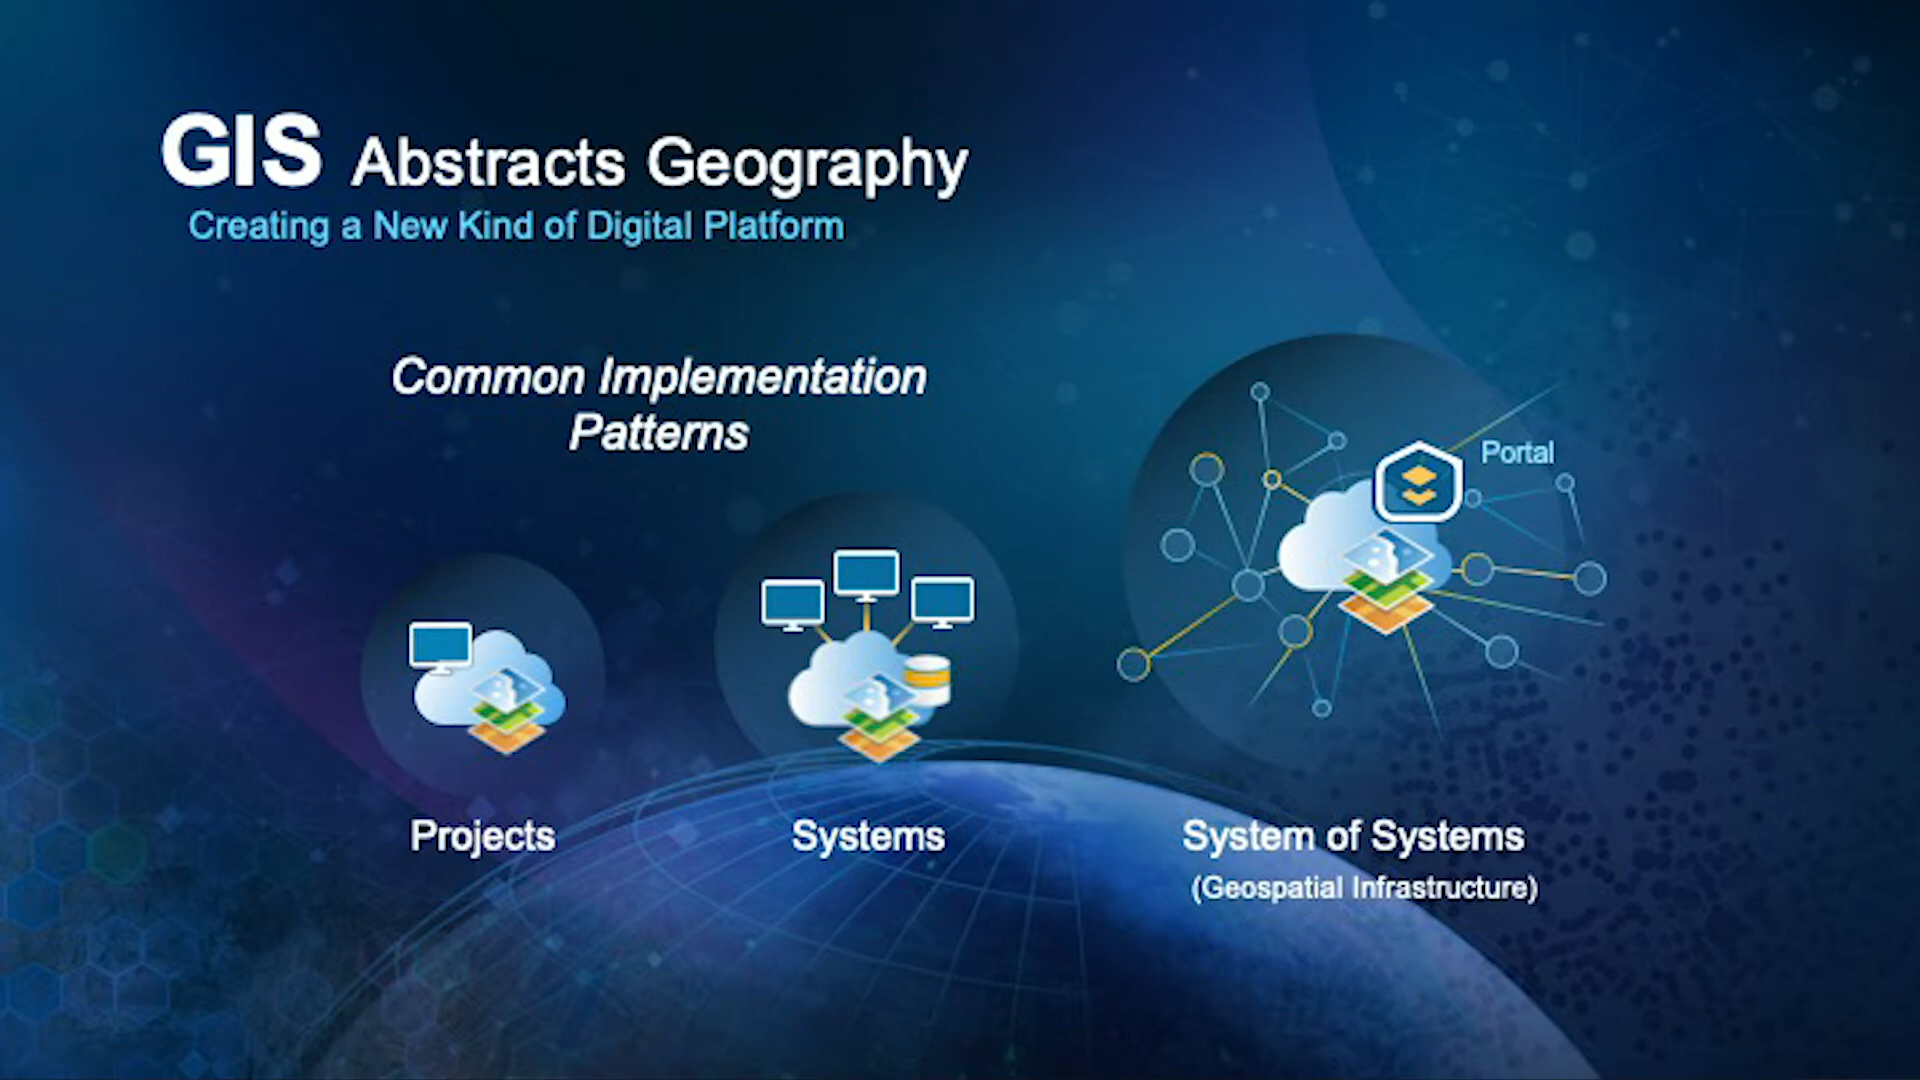 GIS Abstracts Geography
Creating a New Kind of Digital Platform
Common Implementation
Patterns
Portal
Projects
Systems
System of Systems
(Geospatial Infrastructure)